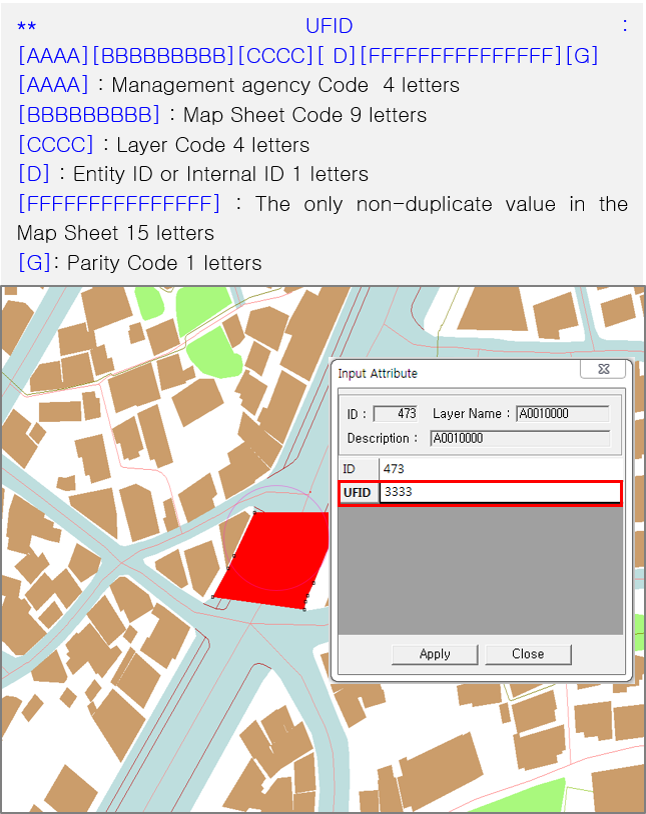 ** UFID :
[AAAA][BBBBBBBBB][CCCC][ D][FFFFFFFFFFFFFFF][G]
[AAAA] : Management agency Code  4 letters
[BBBBBBBBB] : Map Sheet Code 9 letters
[CCCC] : Layer Code 4 letters
[D] : Entity ID or Internal ID 1 letters
[FFFFFFFFFFFFFFF] : The only non-duplicate value in the
Map Sheet 15 letters
[G]: Parity Code 1 letters
Input Attribute
ID : 473 Layer Name : A0010000
Description : A0010000
ID 473
UFID 3333
Apply Close